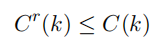 C^r(k) ≤ C(k)